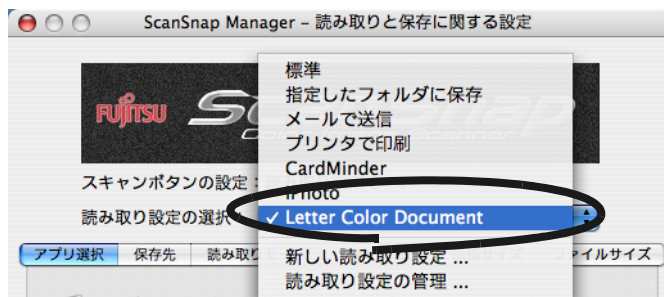 ScanSnap Manager – 読み取りと保存に関する設定
標準
指定したフォルダに保存
FUJITSU
メールで送信
プリンタで印刷
CardMinder
スキャンボタンの設定：
iPhoto
読み取り設定の選択：
✓ Letter Color Document
アプリ選択 保存先 読み取り
ファイルサイズ
新しい読み取り設定 ...
読み取り設定の管理 ...